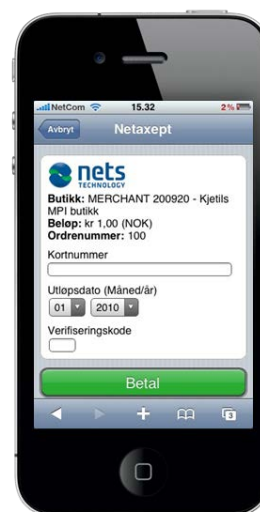 NetCom 15.32 2%
Avbryt Netaxept
nets
TECHNOLOGY
Butikk: MERCHANT 200920 - Kjetils
MPI butikk
Beløp: kr 1,00 (NOK)
Ordrenummer: 100
Kortnummer
Utløpsdato (Måned/år)
01 2010
Verifiseringskode
Betal
3